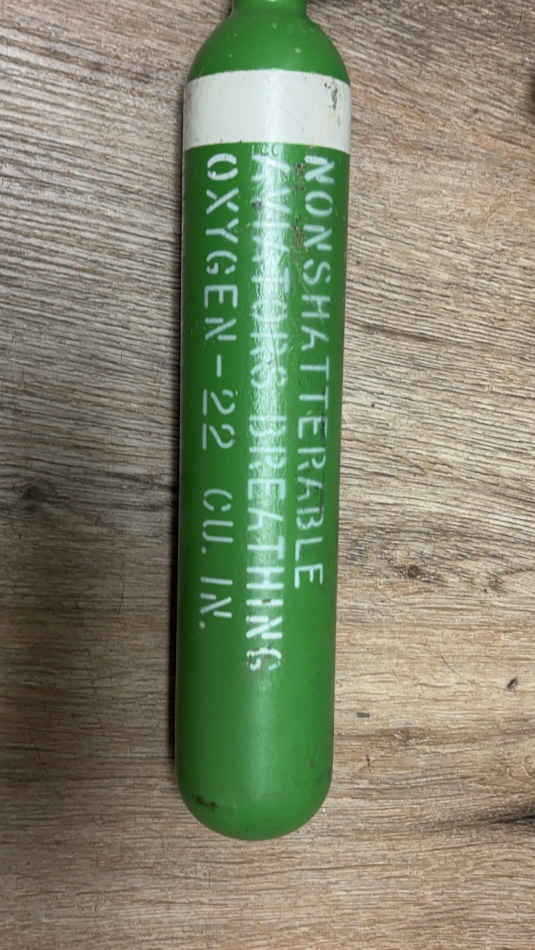 NONSHATTERABLE
AVIATORS BREATHING
OXYGEN-22 CU. IN.